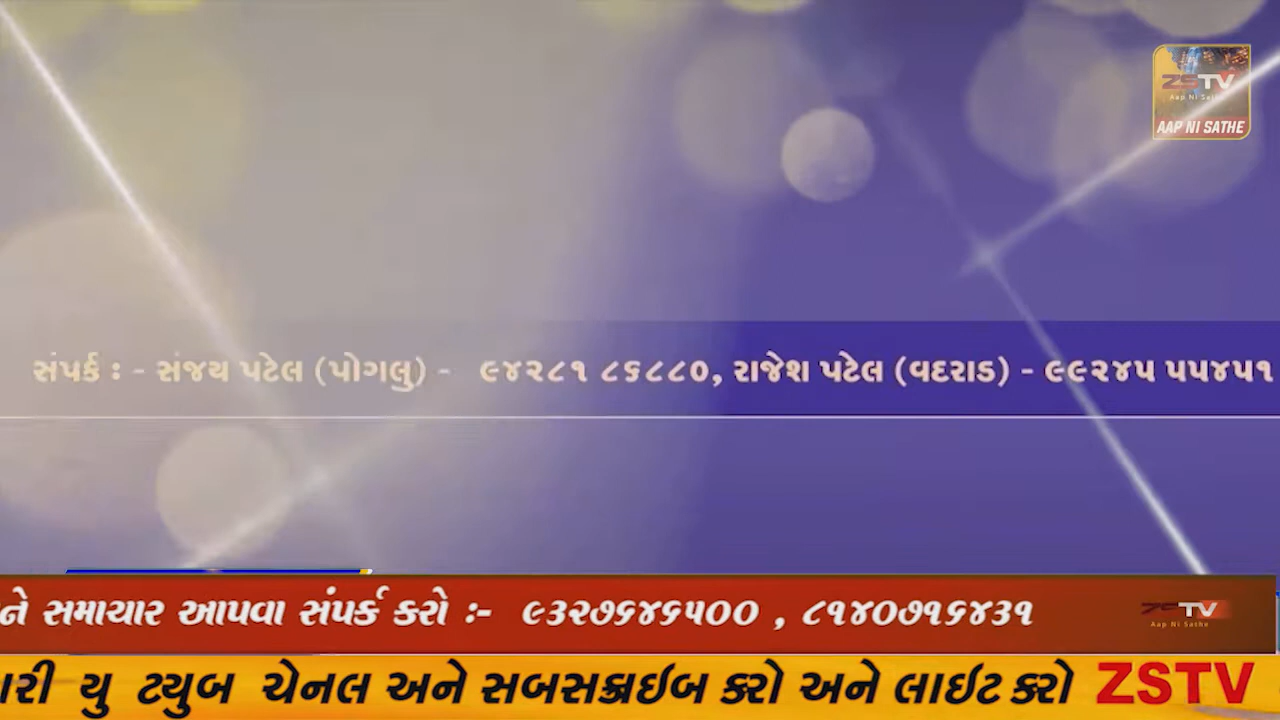 ZSTV
Aap Ni Sathe
AAP NI SATHE
સંપર્ક : - સંજય પટેલ (પોગલુ) - ૯૪૨૮૧ ૮૬૮૮૦, રાજેશ પટેલ (વદરાડ) - ૯૯૨૪૫ ૫૫૪૫૧
સમાચાર આપવા સંપર્ક કરો :- ૯૩૨૭૬૪૬૫૦૦ , ૮૧૪૦૭૧૬૪૩૧
ZSTV
Aap Ni Sathe
યુ ટ્યુબ ચેનલ અને સબસક્રાઇબ કરો અને લાઇટ કરો ZSTV